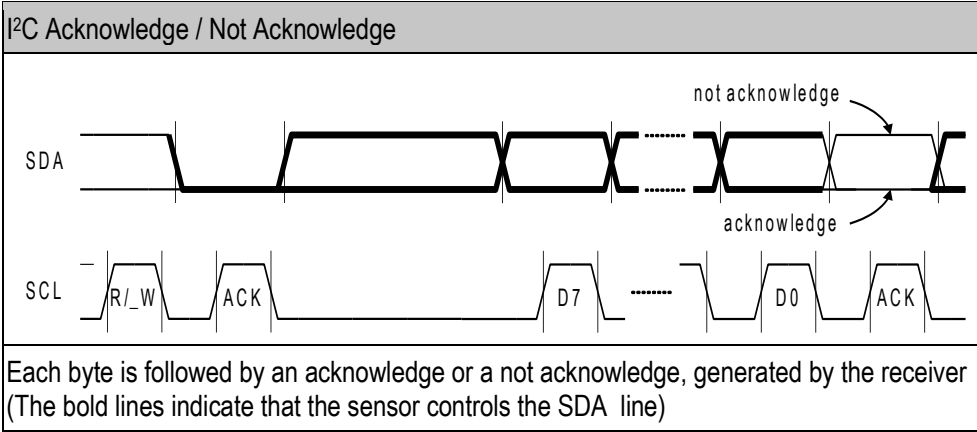 I²C Acknowledge / Not Acknowledge
not acknowledge
SDA
acknowledge
SCL R/_W ACK D7 D0 ACK
Each byte is followed by an acknowledge or a not acknowledge, generated by the receiver
(The bold lines indicate that the sensor controls the SDA line)